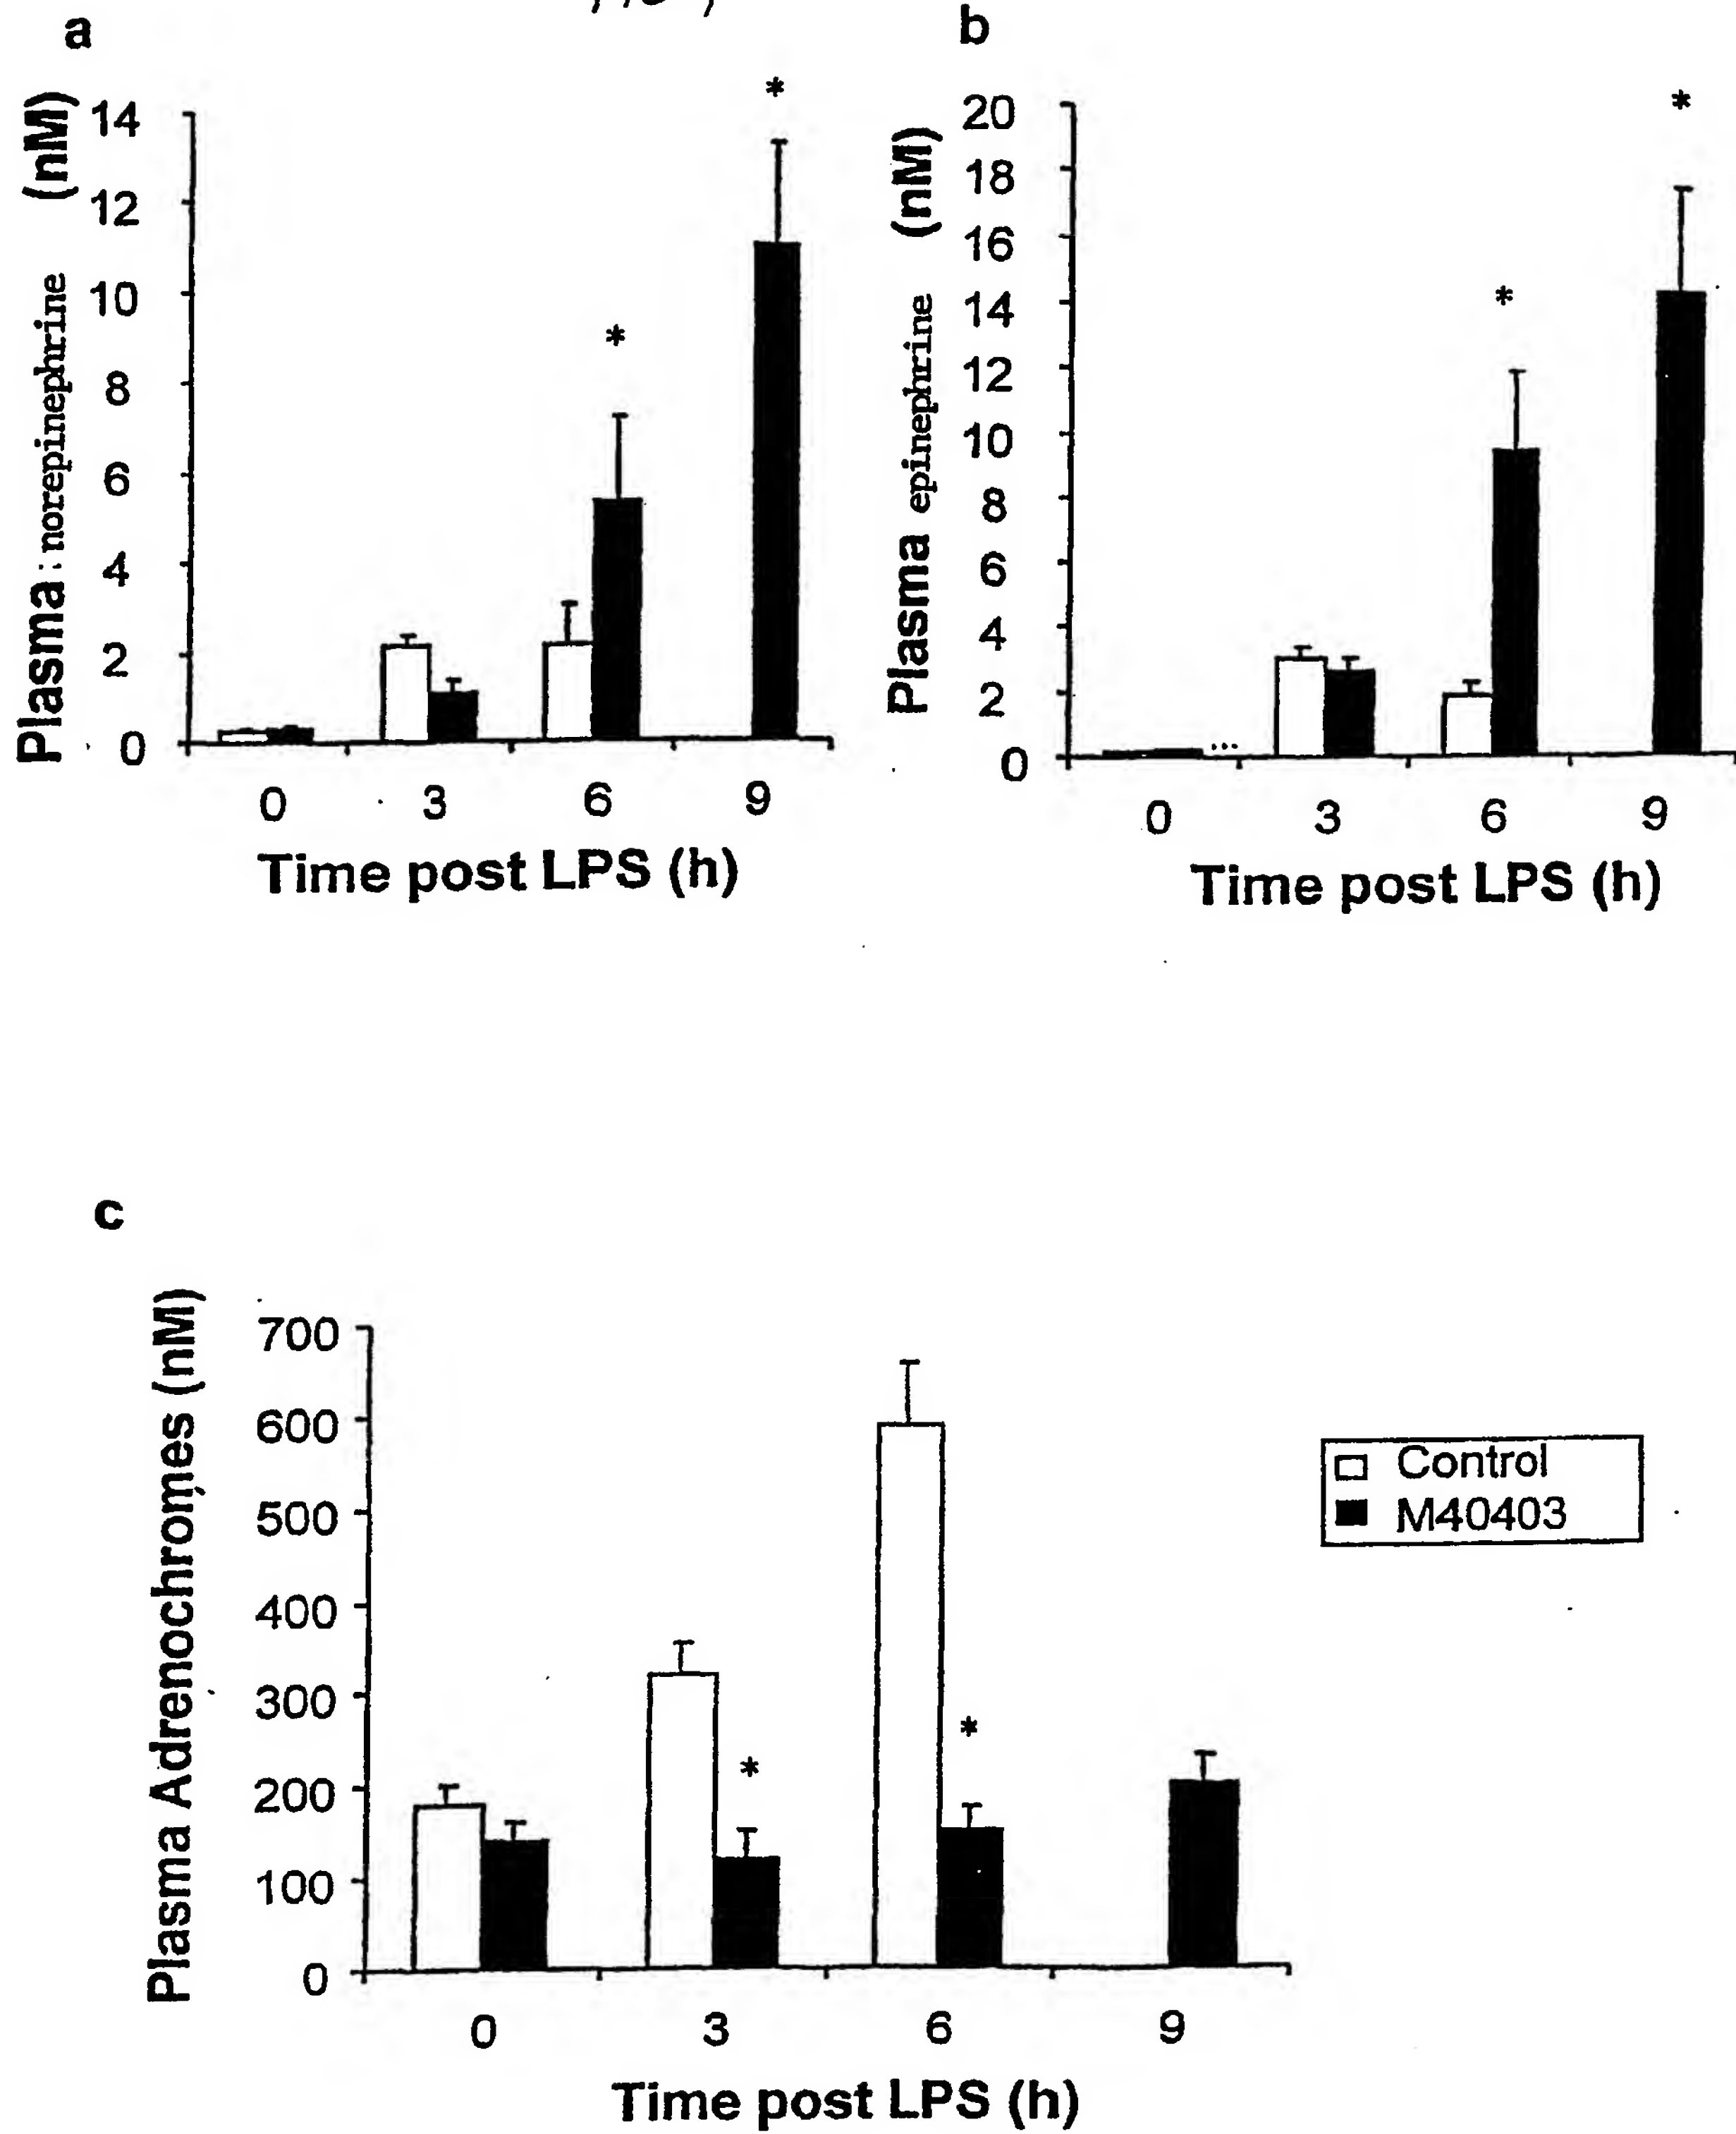 a
Plasma norepinephrine (nM)
14
12
10
8
6
4
2
0
*
*
0 3 6 9
Time post LPS (h)
b
Plasma epinephrine (nM)
20
18
16
14
12
10
8
6
4
2
0
*
*
...
0 3 6 9
Time post LPS (h)
c
Plasma Adrenochromes (nM)
700
600
500
400
300
200
100
0
*
*
0 3 6 9
Time post LPS (h)
Control
M40403